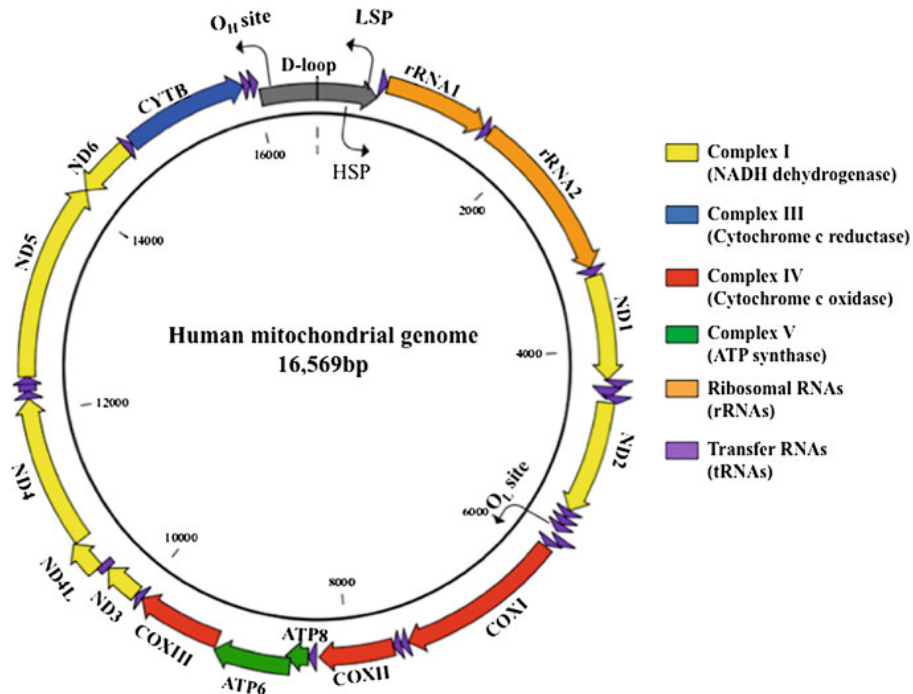 O_H site
LSP
D-loop
HSP
rRNA1
rRNA2
ND1
ND2
O_L site
COXI
COXII
ATP8
ATP6
COXIII
ND3
ND4L
ND4
ND5
ND6
CYTB
1
2000
4000
6000
8000
10000
12000
14000
16000
Human mitochondrial genome
16,569bp
Complex I
(NADH dehydrogenase)
Complex III
(Cytochrome c reductase)
Complex IV
(Cytochrome c oxidase)
Complex V
(ATP synthase)
Ribosomal RNAs
(rRNAs)
Transfer RNAs
(tRNAs)